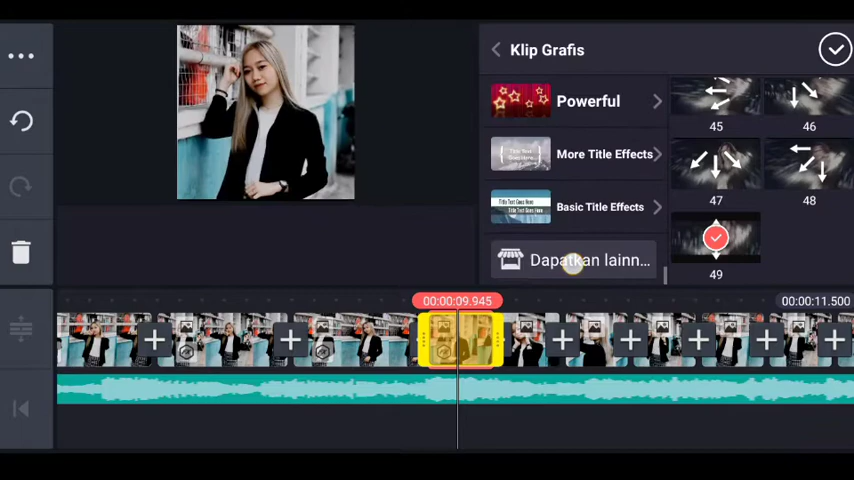 Klip Grafis
Powerful
More Title Effects
Basic Title Effects
Dapatkan lainn...
45
46
47
48
49
00:00:09.945
00:00:11.500